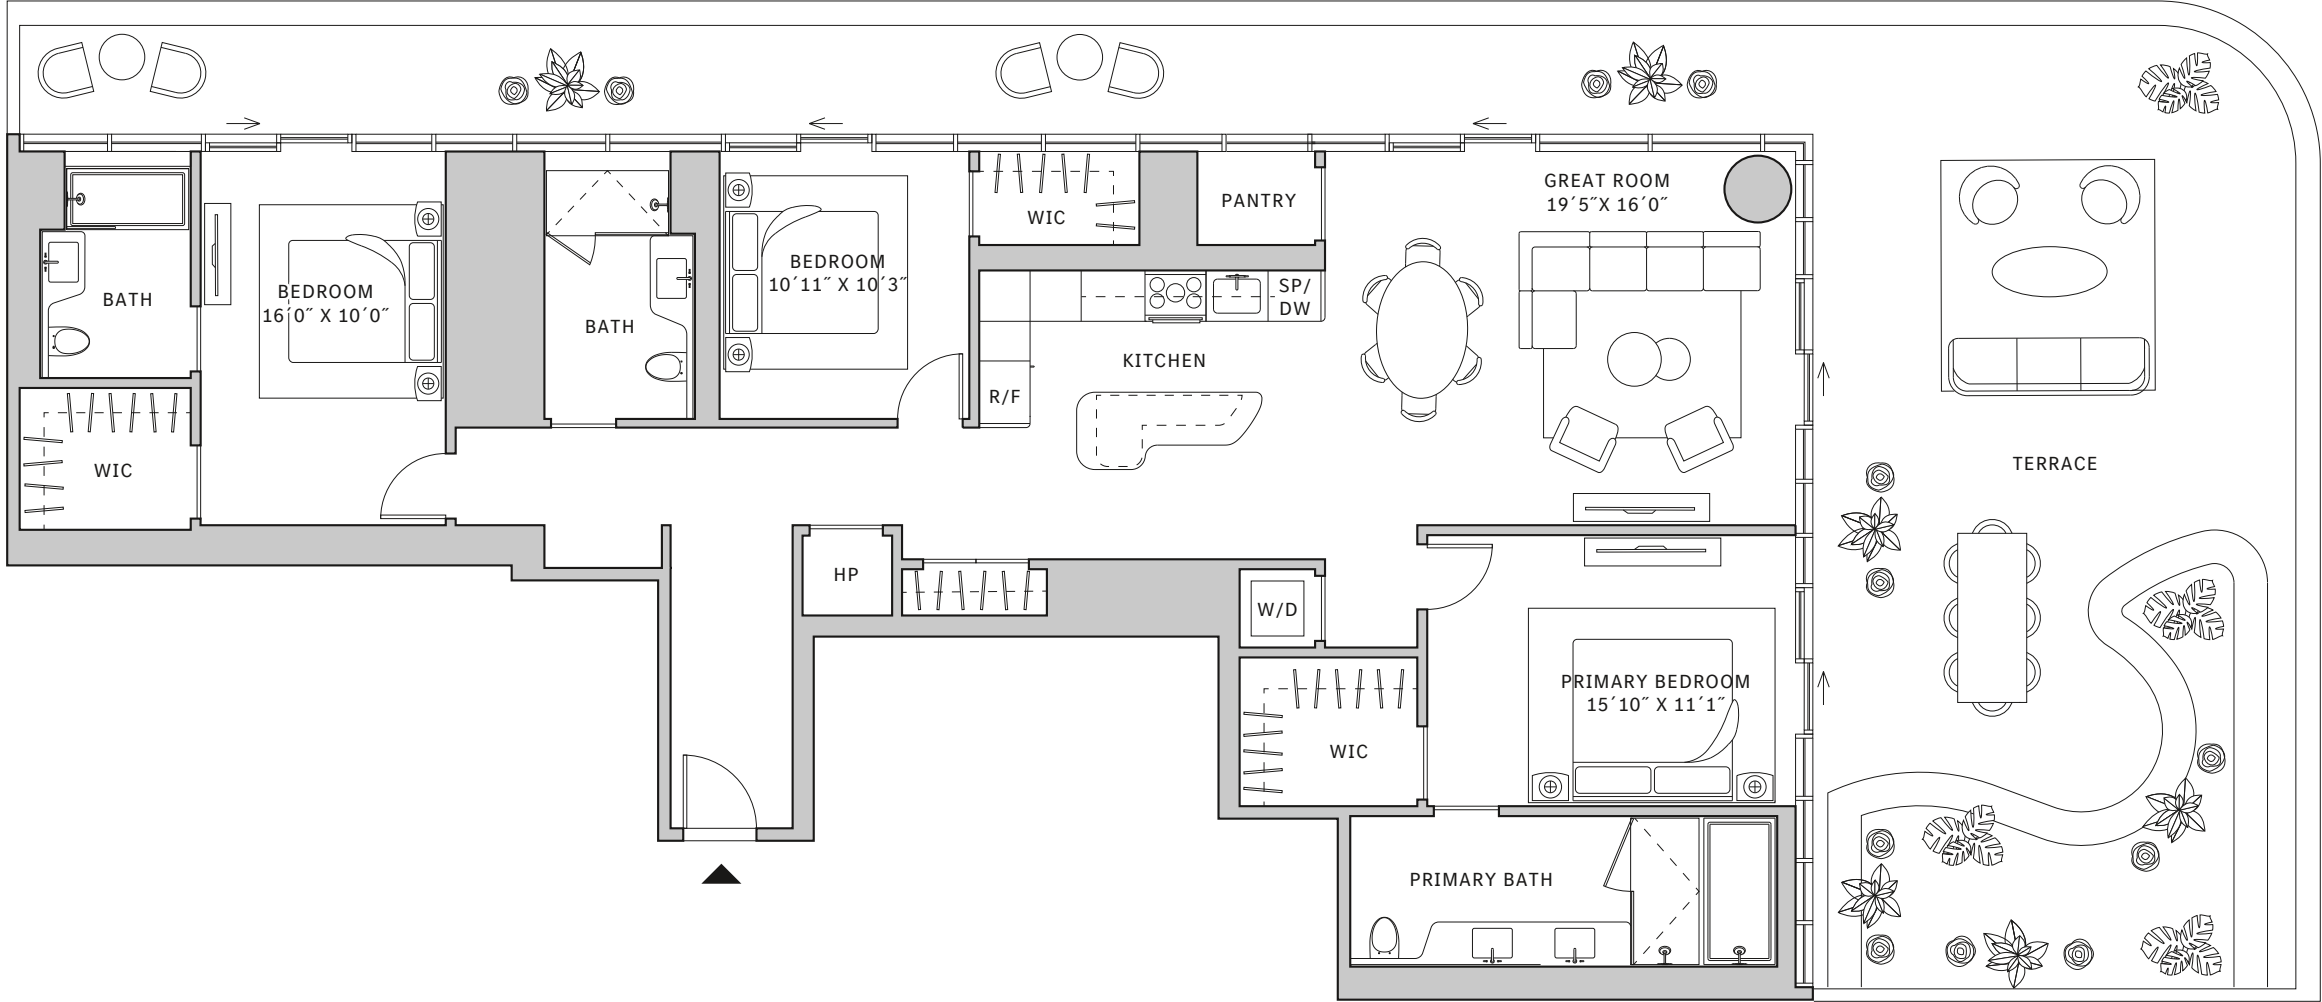 GREAT ROOM
19´5˝X 16´0˝
PANTRY
WIC
BEDROOM
10´11˝ X 10´3˝
BEDROOM
16´0˝ X 10´0˝
BATH
BATH
SP/
DW
KITCHEN
R/F
WIC
TERRACE
HP
W/D
PRIMARY BEDROOM
15´10˝ X 11´1˝
WIC
PRIMARY BATH